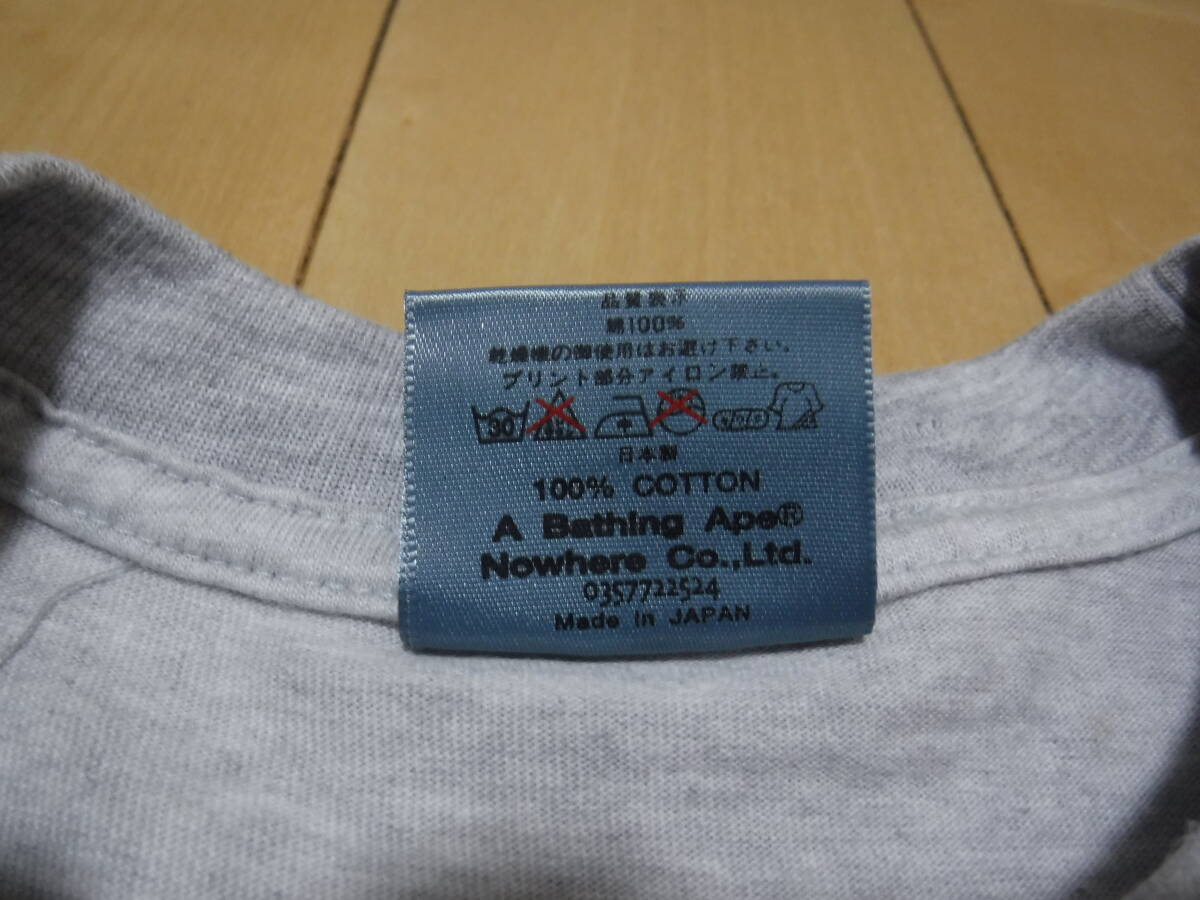 品質表示
綿100%
乾燥機の御使用はお避け下さい。
プリント部分アイロン禁止。
30 中
日本製
100% COTTON
A Bathing Ape®
Nowhere Co.,Ltd.
0357722524
Made in JAPAN